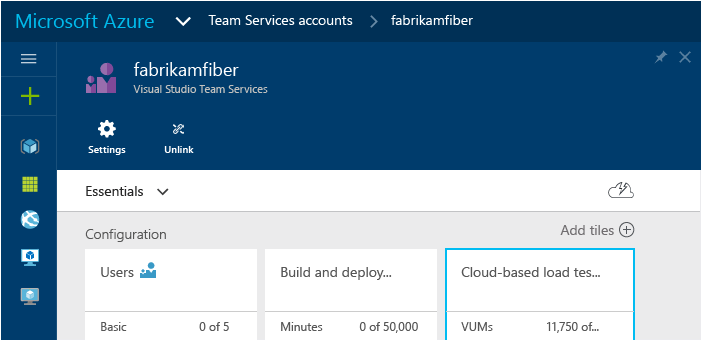 Microsoft Azure Team Services accounts fabrikamfiber
fabrikamfiber
Visual Studio Team Services
Settings Unlink
Essentials
Configuration Add tiles
Users Build and deploy... Cloud-based load tes...
Basic 0 of 5 Minutes 0 of 50,000 VUMs 11,750 of...